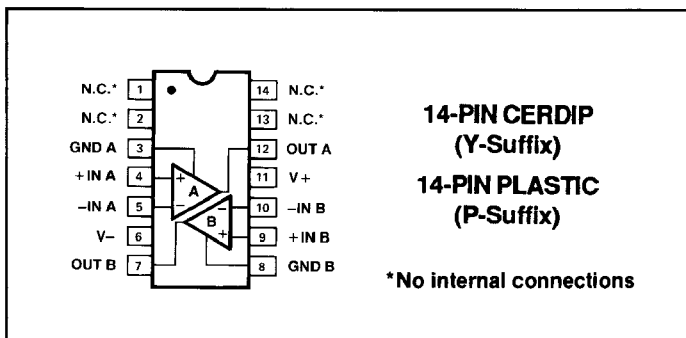 N.C.* 1 14 N.C.*
N.C.* 2 13 N.C.*
GND A 3 12 OUT A
+IN A 4 + A 11 V+
−IN A 5 − − 10 −IN B
V− 6 B + 9 +IN B
OUT B 7 8 GND B
14-PIN CERDIP
(Y-Suffix)
14-PIN PLASTIC
(P-Suffix)
*No internal connections